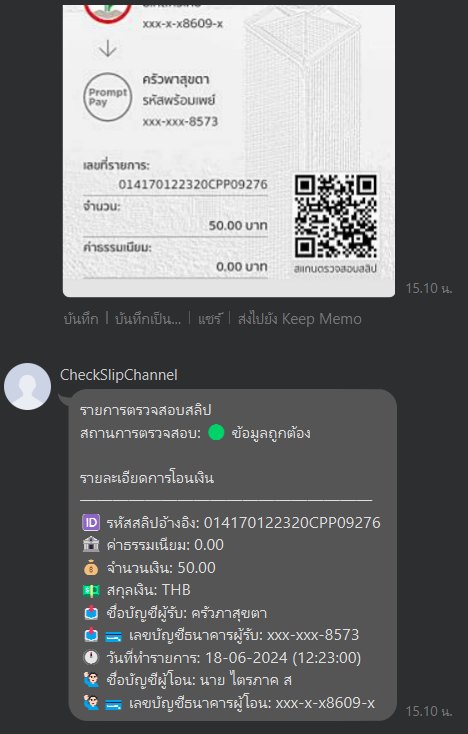 xxx-x-x8609-x
Prompt
Pay
ครัวพาสุขตา
รหัสพร้อมเพย์
xxx-xxx-8573
เลขที่รายการ:
014170122320CPP09276
จำนวน:
50.00 บาท
ค่าธรรมเนียม:
0.00 บาท
สแกนตรวจสอบสลิป
15.10 น.
บันทึก | บันทึกเป็น... | แชร์ | ส่งไปยัง Keep Memo
CheckSlipChannel
รายการตรวจสอบสลิป
สถานการตรวจสอบ: 🟢 ข้อมูลถูกต้อง
รายละเอียดการโอนเงิน
🆔 รหัสสลิปอ้างอิง: 014170122320CPP09276
ค่าธรรมเนียม: 0.00
จำนวนเงิน: 50.00
สกุลเงิน: THB
ชื่อบัญชีผู้รับ: ครัวภาสุขตา
เลขบัญชีธนาคารผู้รับ: xxx-xxx-8573
วันที่ทำรายการ: 18-06-2024 (12:23:00)
ชื่อบัญชีผู้โอน: นาย ไตรภาค ส
เลขบัญชีธนาคารผู้โอน: xxx-x-x8609-x
15.10 น.